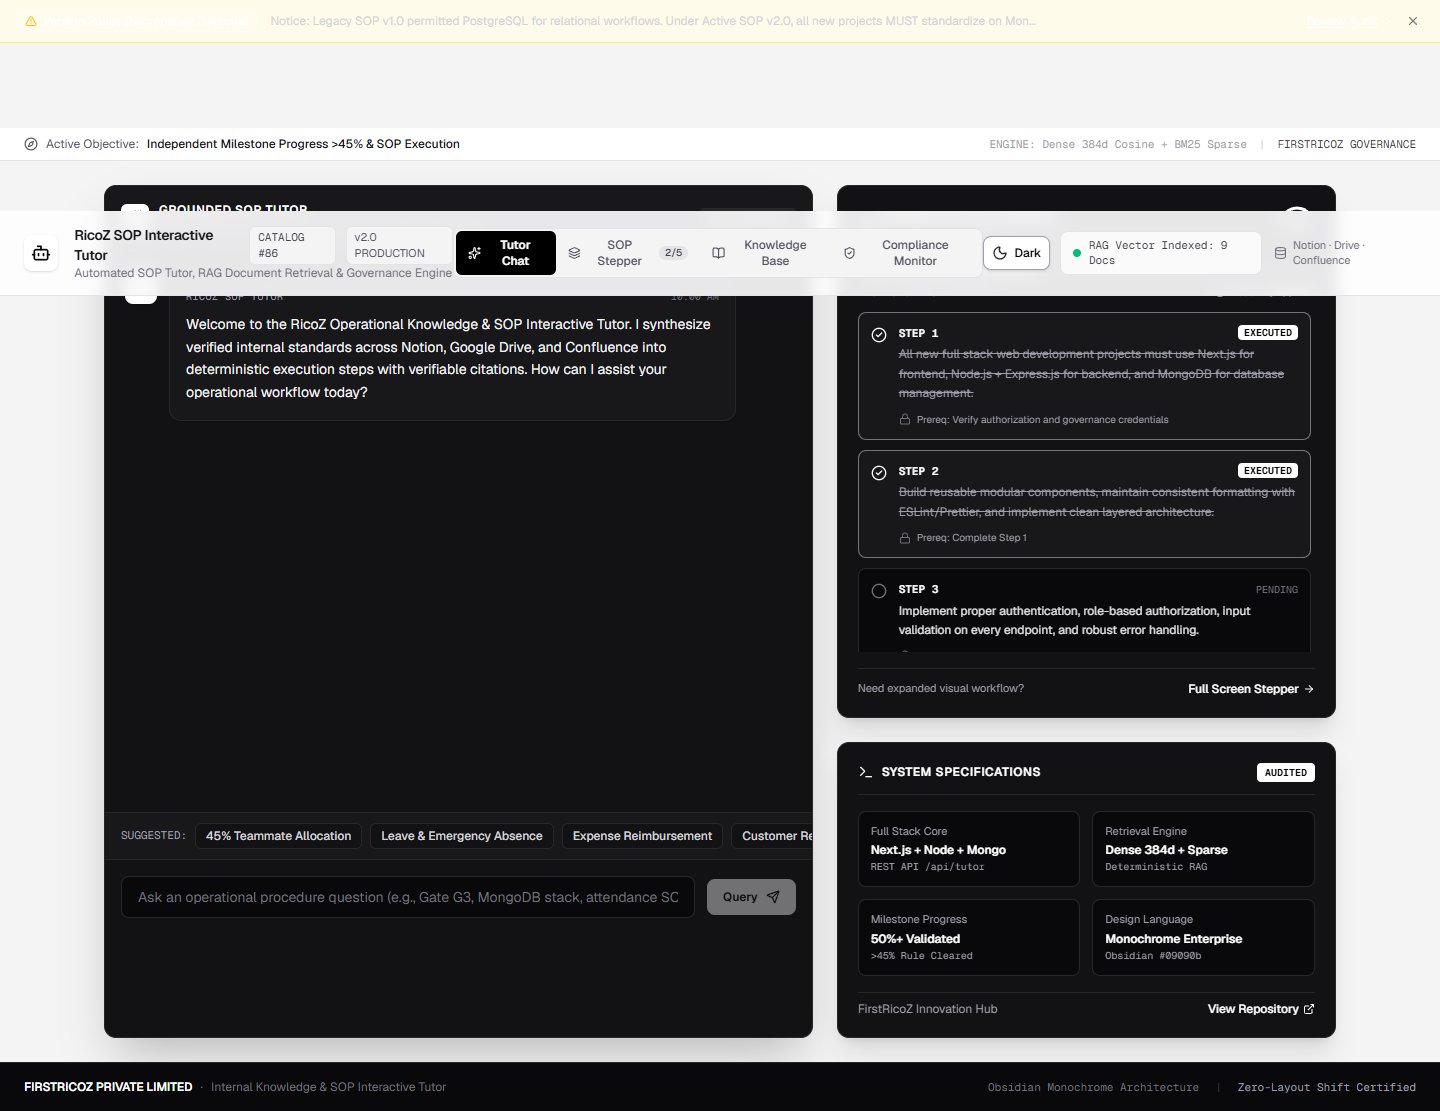 Notice: Legacy SOP v1.0 permitted PostgreSQL for relational workflows. Under Active SOP v2.0, all new projects MUST standardize on Mon...
Active Objective: Independent Milestone Progress >45% & SOP Execution
ENGINE: Dense 384d Cosine + BM25 Sparse | FIRSTRICOZ GOVERNANCE
GROUNDED SOP TUTOR
RicoZ SOP Interactive
Tutor
CATALOG
#86
v2.0
PRODUCTION
Automated SOP Tutor, RAG Document Retrieval & Governance Engine
Tutor
Chat
SOP
Stepper
2/5
Knowledge
Base
Compliance
Monitor
Dark
RAG Vector Indexed: 9
Docs
Notion · Drive ·
Confluence
RICOZ SOP TUTOR
10:00 AM
Welcome to the RicoZ Operational Knowledge & SOP Interactive Tutor. I synthesize
verified internal standards across Notion, Google Drive, and Confluence into
deterministic execution steps with verifiable citations. How can I assist your
operational workflow today?
SUGGESTED: 45% Teammate Allocation Leave & Emergency Absence Expense Reimbursement Customer Re
Ask an operational procedure question (e.g., Gate G3, MongoDB stack, attendance SC
Query
STEP 1 EXECUTED
All new full stack web development projects must use Next.js for
frontend, Node.js + Express.js for backend, and MongoDB for database
management.
Prereq: Verify authorization and governance credentials
STEP 2 EXECUTED
Build reusable modular components, maintain consistent formatting with
ESLint/Prettier, and implement clean layered architecture.
Prereq: Complete Step 1
STEP 3 PENDING
Implement proper authentication, role-based authorization, input
validation on every endpoint, and robust error handling.
Need expanded visual workflow? Full Screen Stepper
SYSTEM SPECIFICATIONS AUDITED
Full Stack Core
Next.js + Node + Mongo
REST API /api/tutor
Retrieval Engine
Dense 384d + Sparse
Deterministic RAG
Milestone Progress
50%+ Validated
>45% Rule Cleared
Design Language
Monochrome Enterprise
Obsidian #09090b
FirstRicoZ Innovation Hub View Repository
FIRSTRICOZ PRIVATE LIMITED · Internal Knowledge & SOP Interactive Tutor
Obsidian Monochrome Architecture | Zero-Layout Shift Certified